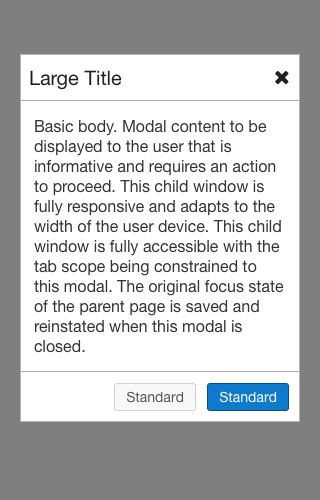 Large Title
Basic body. Modal content to be
displayed to the user that is
informative and requires an action
to proceed. This child window is
fully responsive and adapts to the
width of the user device. This child
window is fully accessible with the
tab scope being constrained to
this modal. The original focus state
of the parent page is saved and
reinstated when this modal is
closed.
Standard
Standard